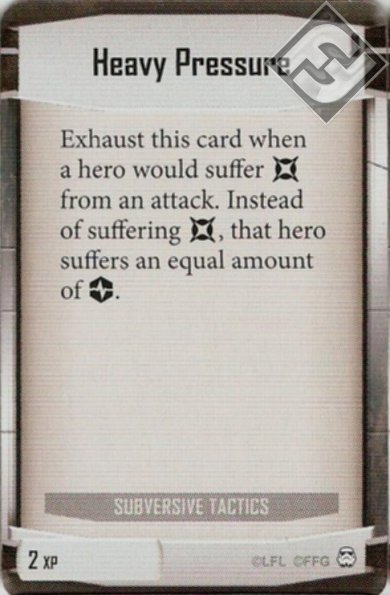 Heavy Pressure
Exhaust this card when
a hero would suffer
from an attack. Instead
of suffering , that hero
suffers an equal amount
of .
SUBVERSIVE TACTICS
2 XP
©LFL ©FFG